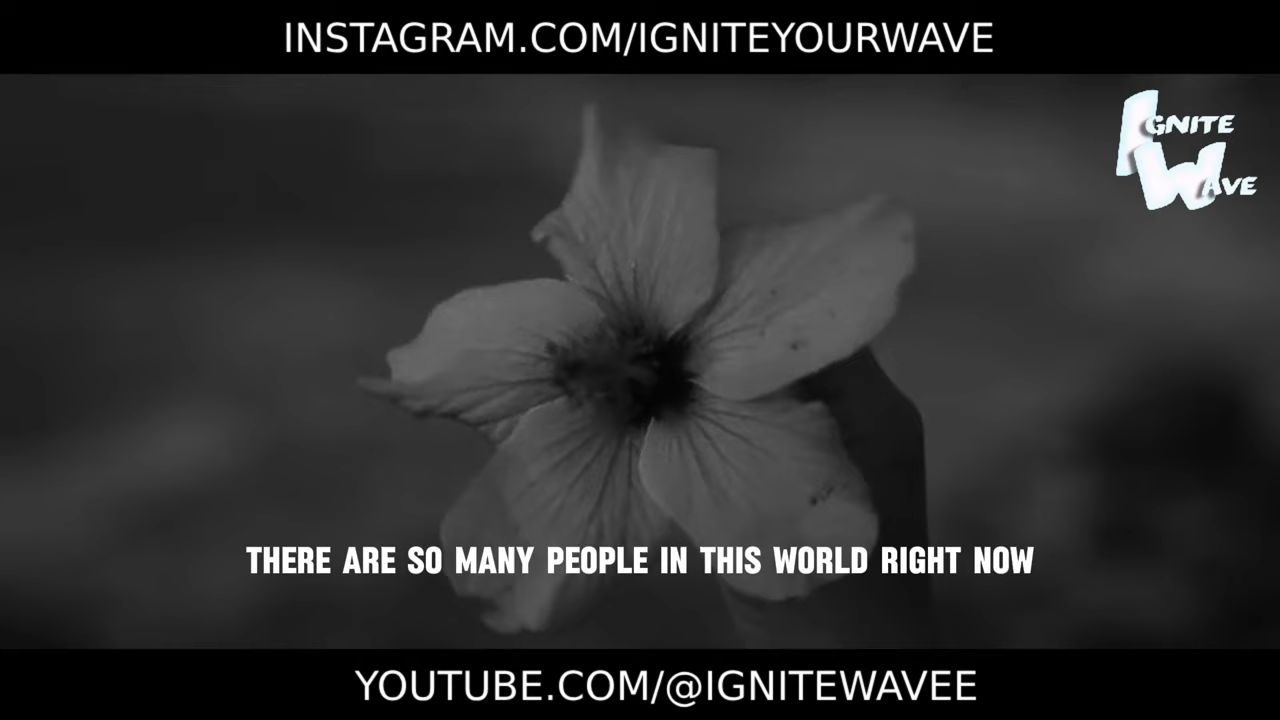 INSTAGRAM.COM/IGNITEYOURWAVE
IGNITE
WAVE
THERE ARE SO MANY PEOPLE IN THIS WORLD RIGHT NOW
YOUTUBE.COM/@IGNITEWAVEE